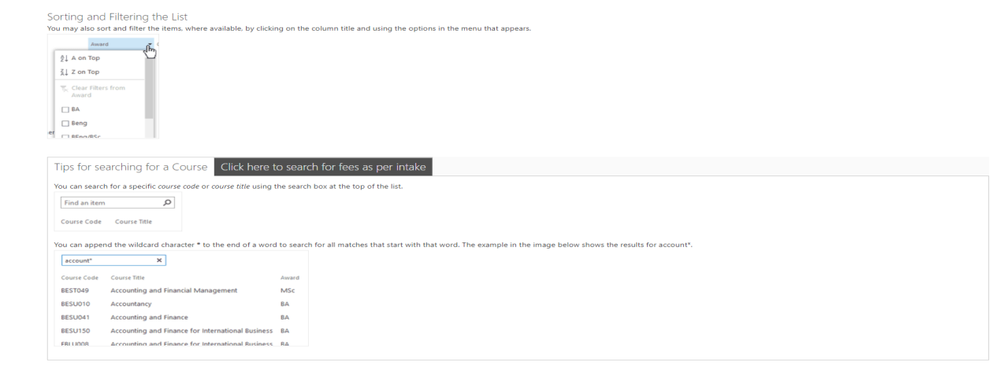 Sorting and Filtering the List
You may also sort and filter the items, where available, by clicking on the column title and using the options in the menu that appears.
Award
A on Top
Z on Top
Clear Filters from
Award
BA
Beng
BEng/BSc
Tips for searching for a Course Click here to search for fees as per intake
You can search for a specific course code or course title using the search box at the top of the list.
Find an item
Course Code Course Title
You can append the wildcard character * to the end of a word to search for all matches that start with that word. The example in the image below shows the results for account*.
account*
Course Code Course Title Award
BEST049 Accounting and Financial Management MSc
BESU010 Accountancy BA
BESU041 Accounting and Finance BA
BESU150 Accounting and Finance for International Business BA
Accounting and Finance for International Business BA